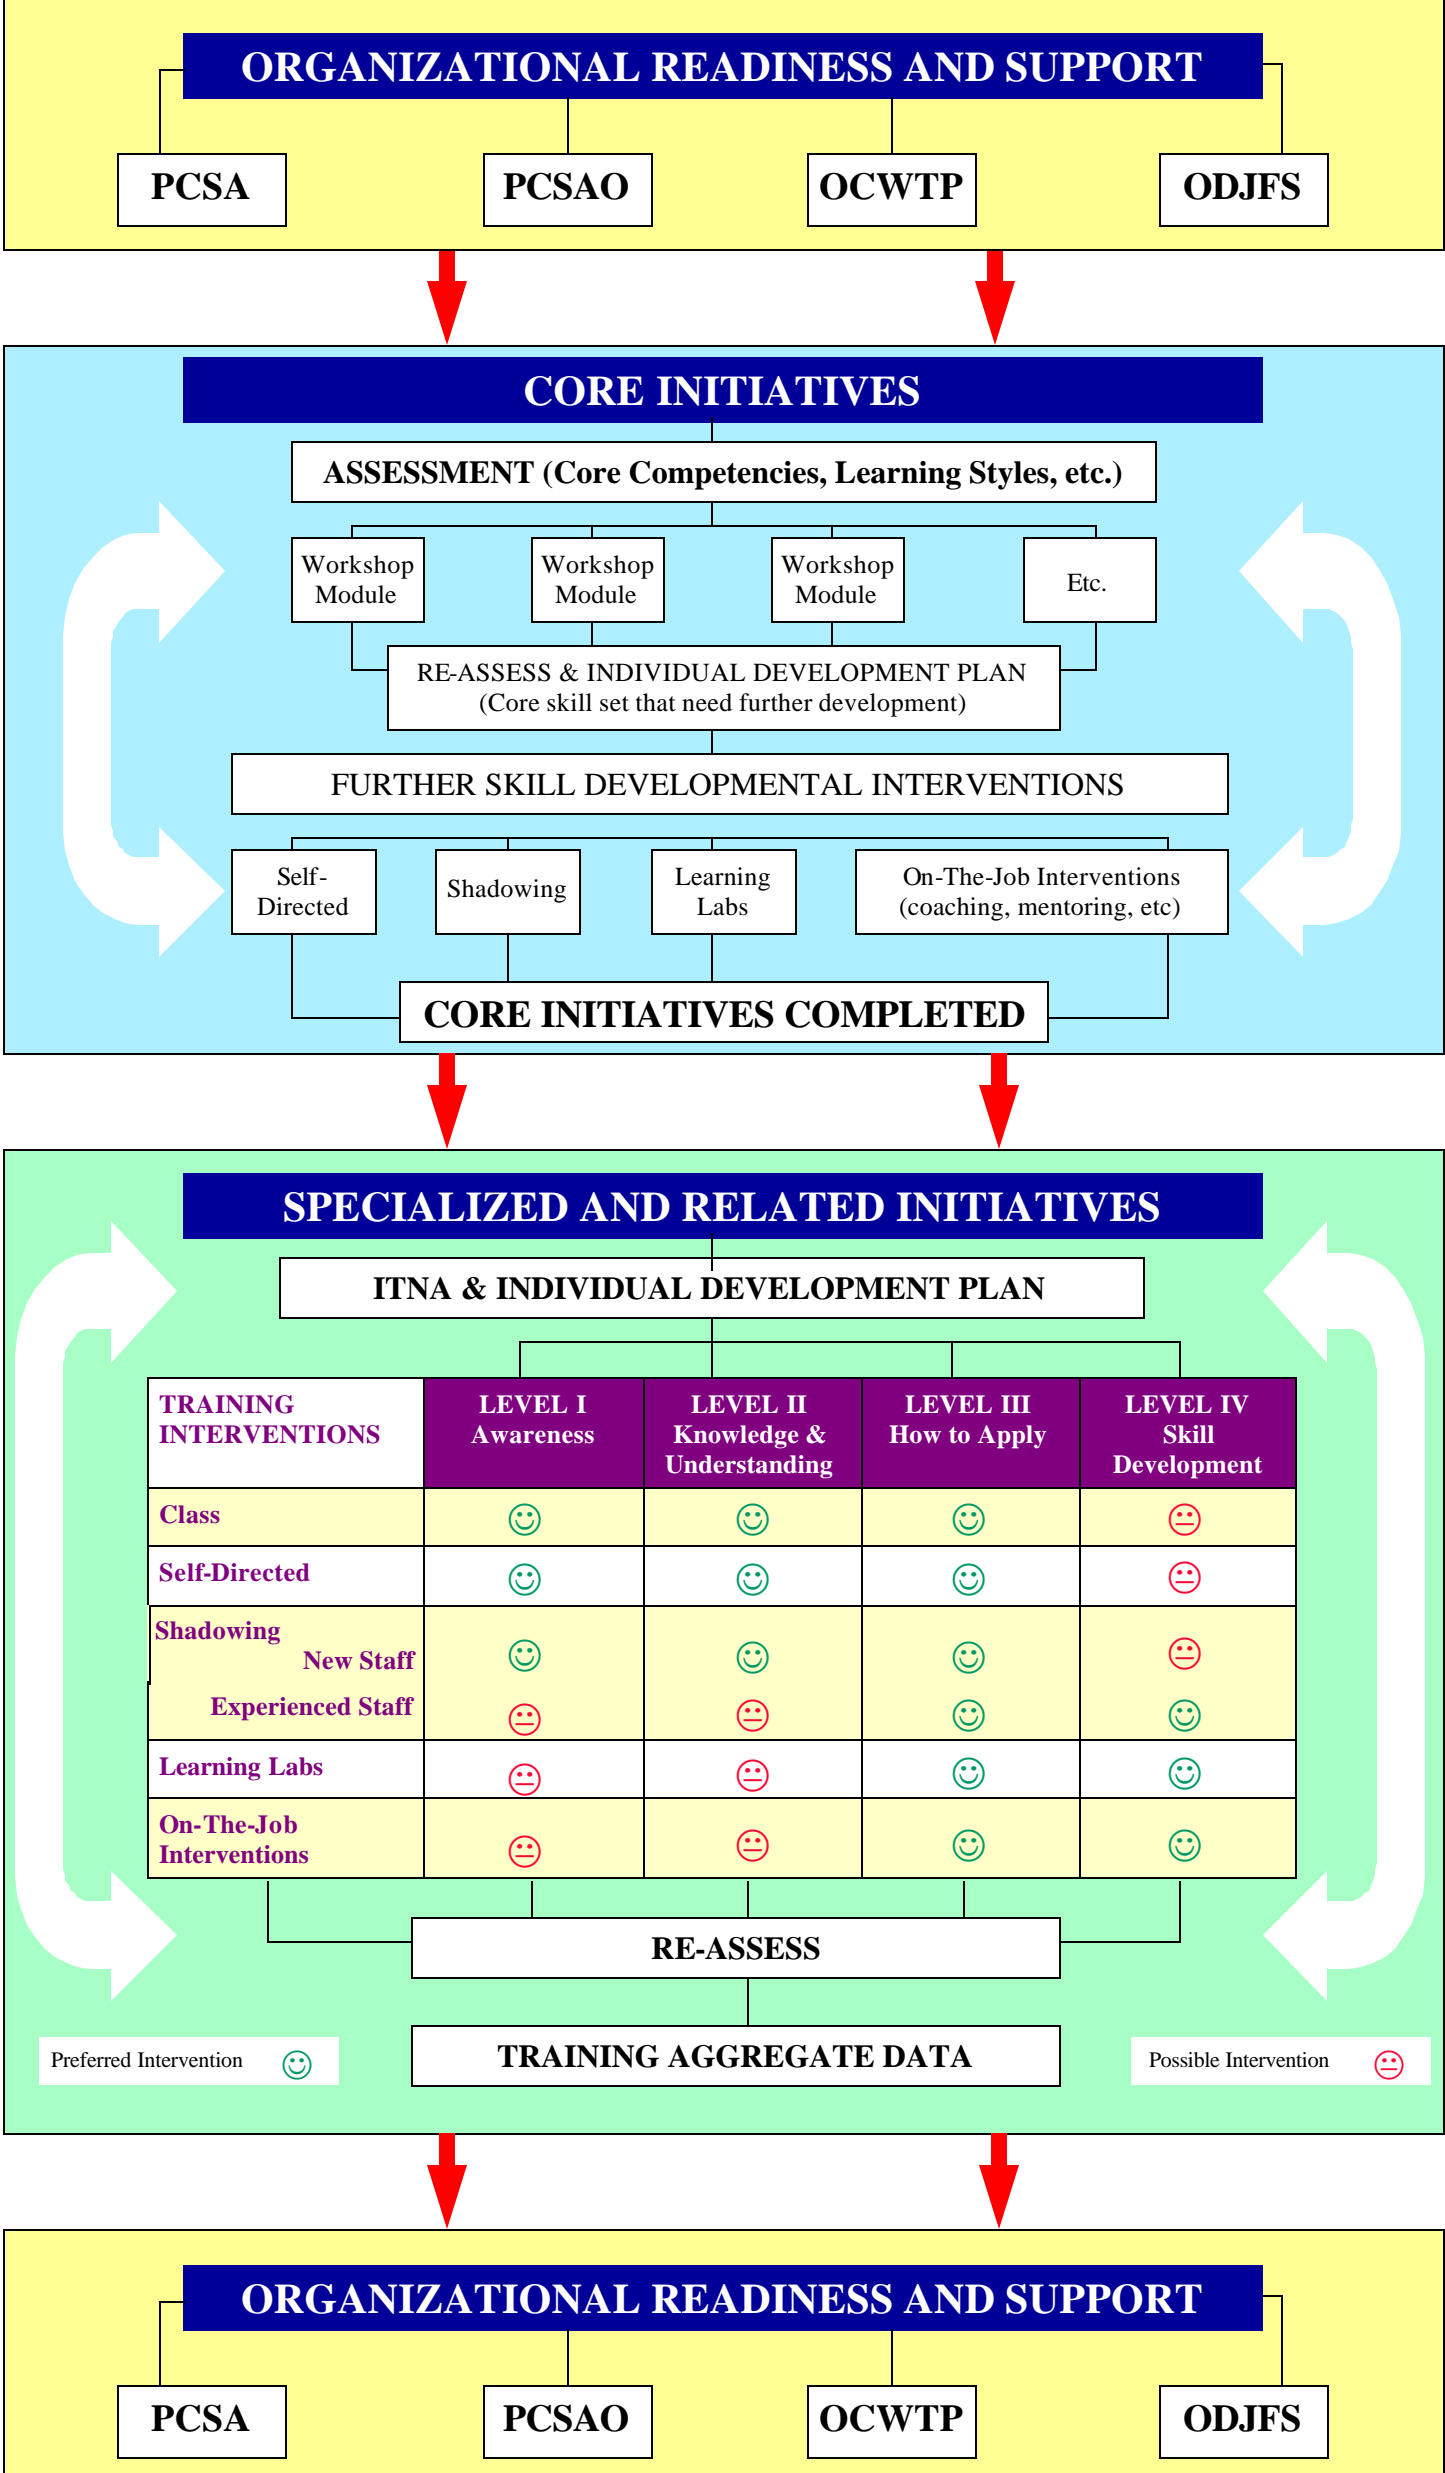 ORGANIZATIONAL READINESS AND SUPPORT
PCSA
PCSAO
OCWTP
ODJFS
CORE INITIATIVES
ASSESSMENT (Core Competencies, Learning Styles, etc.)
Workshop
Module
Workshop
Module
Workshop
Module
Etc.
RE-ASSESS & INDIVIDUAL DEVELOPMENT PLAN
(Core skill set that need further development)
FURTHER SKILL DEVELOPMENTAL INTERVENTIONS
Self-
Directed
Shadowing
Learning
Labs
On-The-Job Interventions
(coaching, mentoring, etc)
CORE INITIATIVES COMPLETED
SPECIALIZED AND RELATED INITIATIVES
ITNA & INDIVIDUAL DEVELOPMENT PLAN
TRAINING
INTERVENTIONS
LEVEL I
Awareness
LEVEL II
Knowledge &
Understanding
LEVEL III
How to Apply
LEVEL IV
Skill
Development
Class
Self-Directed
Shadowing
New Staff
Experienced Staff
Learning Labs
On-The-Job
Interventions
RE-ASSESS
TRAINING AGGREGATE DATA
Preferred Intervention
Possible Intervention
ORGANIZATIONAL READINESS AND SUPPORT
PCSA
PCSAO
OCWTP
ODJFS